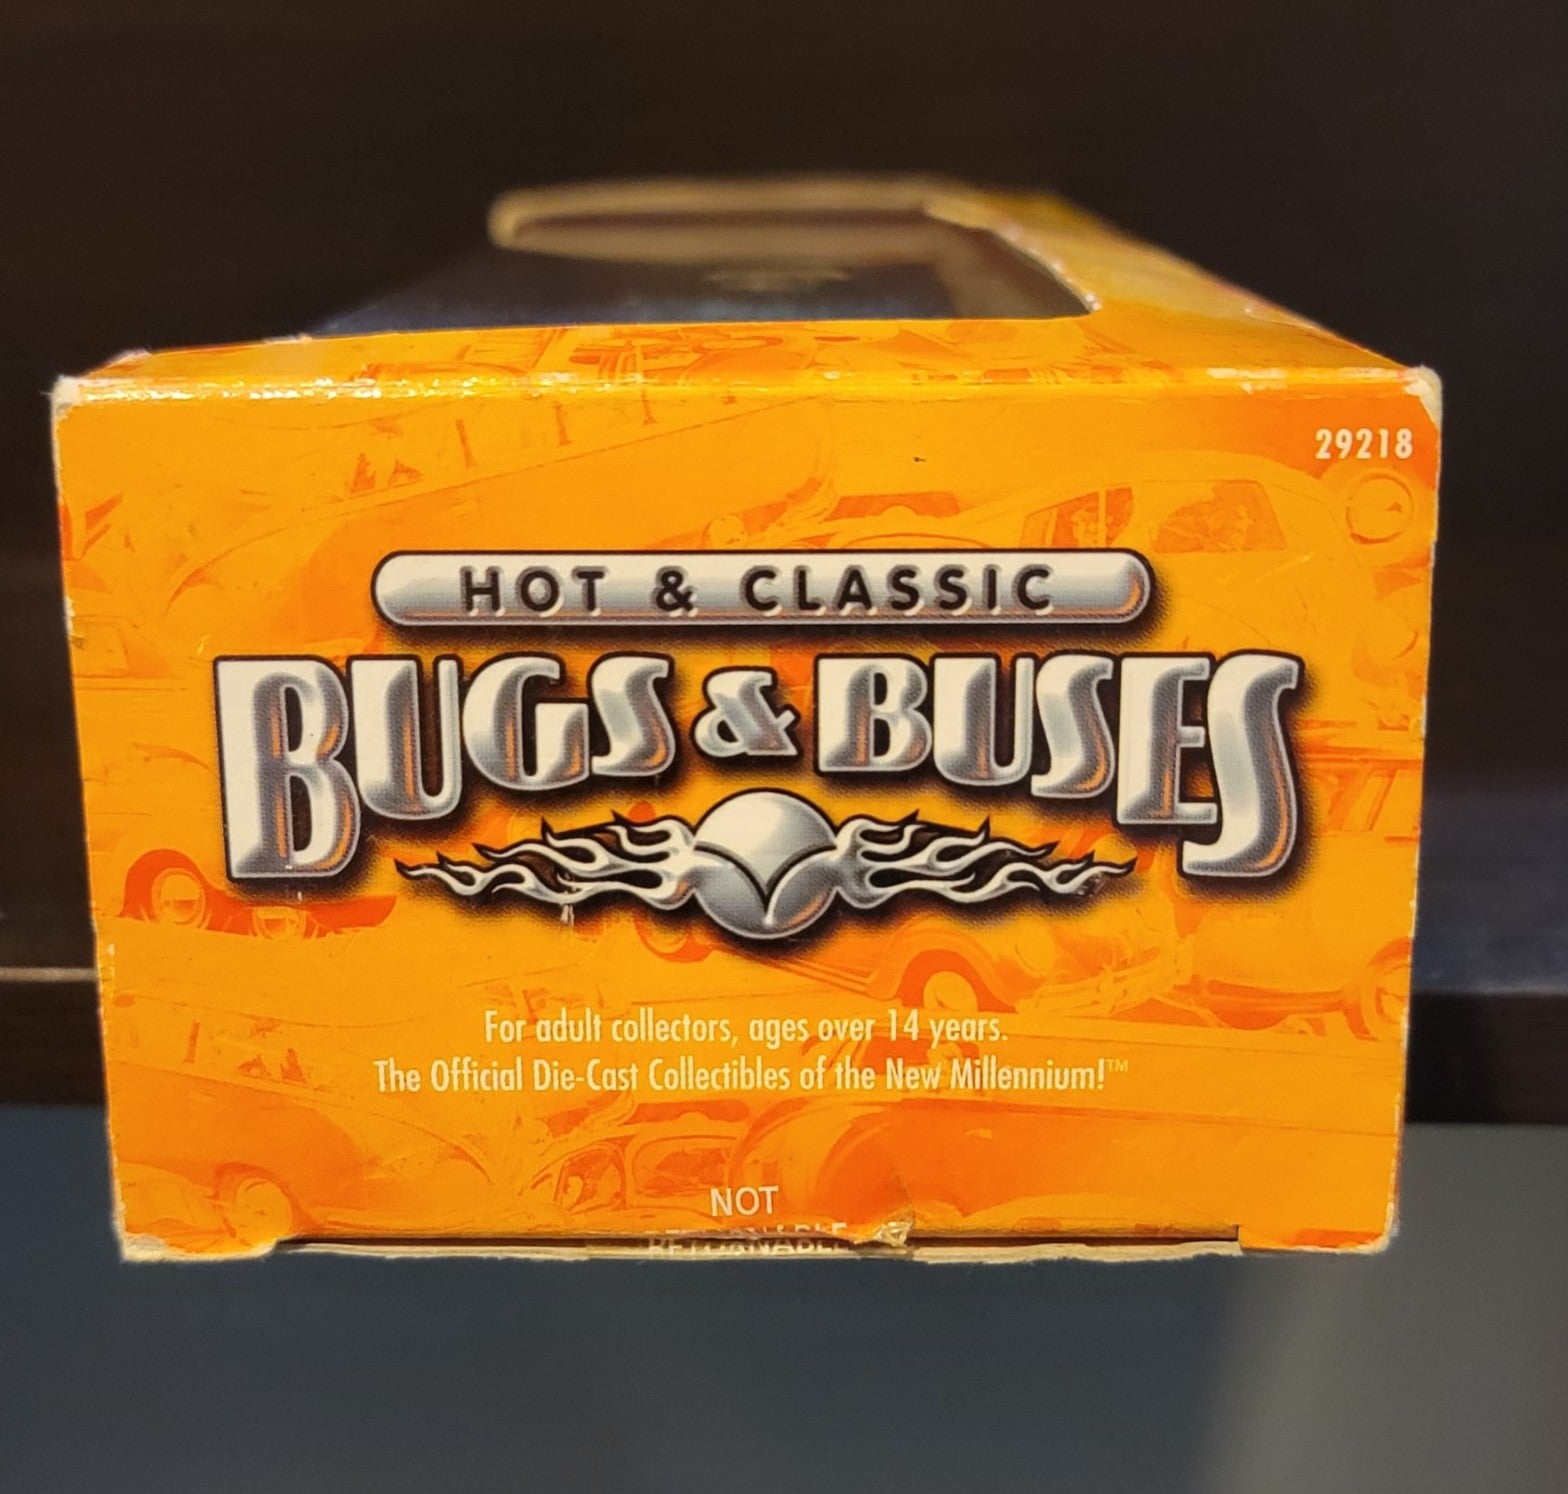 29218
HOT & CLASSIC
BUGS & BUSES
For adult collectors, ages over 14 years.
The Official Die-Cast Collectibles of the New Millennium!™
NOT
RETURNABLE